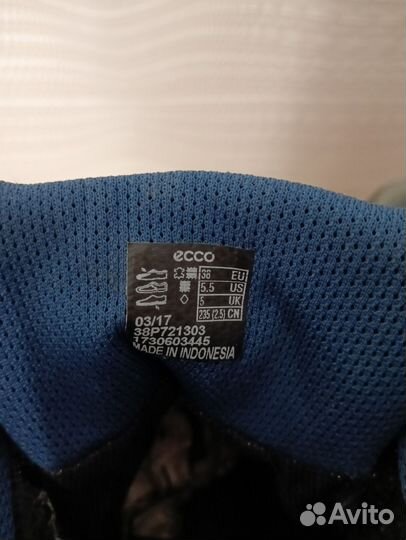 ecco
38 EU
5.5 US
5 UK
235 (2.5) CN
03/17
38P721303
1730603445
MADE IN INDONESIA
Avito